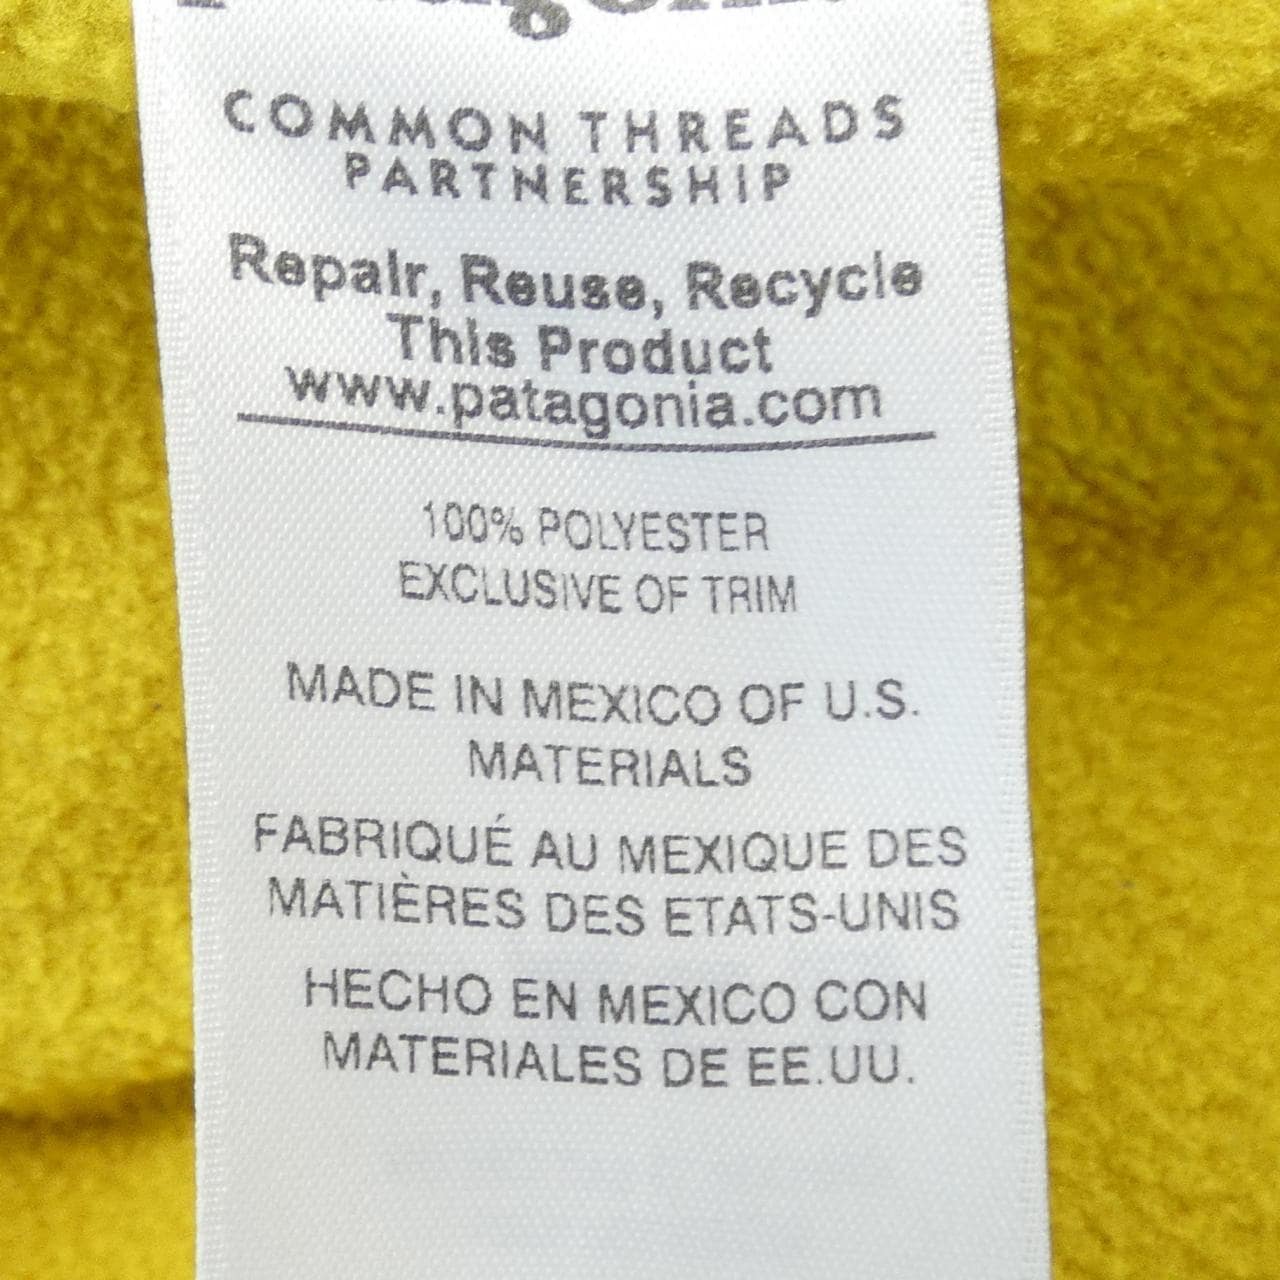 patagonia
COMMON THREADS
PARTNERSHIP
Repair, Reuse, Recycle
This Product
www.patagonia.com
100% POLYESTER
EXCLUSIVE OF TRIM
MADE IN MEXICO OF U.S.
MATERIALS
FABRIQUÉ AU MEXIQUE DES
MATIÈRES DES ETATS-UNIS
HECHO EN MEXICO CON
MATERIALES DE EE.UU.